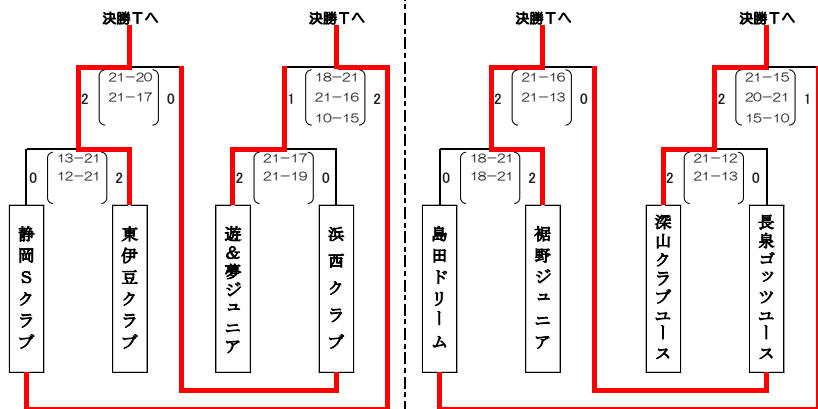 決勝Tへ
決勝Tへ
決勝Tへ
決勝Tへ
2
21-20
21-17
0
1
18-21
21-16
10-15
2
2
21-16
21-13
0
2
21-15
20-21
15-10
1
0
13-21
12-21
2
2
21-17
21-19
0
0
18-21
18-21
2
2
21-12
21-13
0
静岡Sクラブ
東伊豆クラブ
遊&夢ジュニア
浜西クラブ
島田ドリーム
裾野ジュニア
深山クラブユース
長泉ゴッツユース